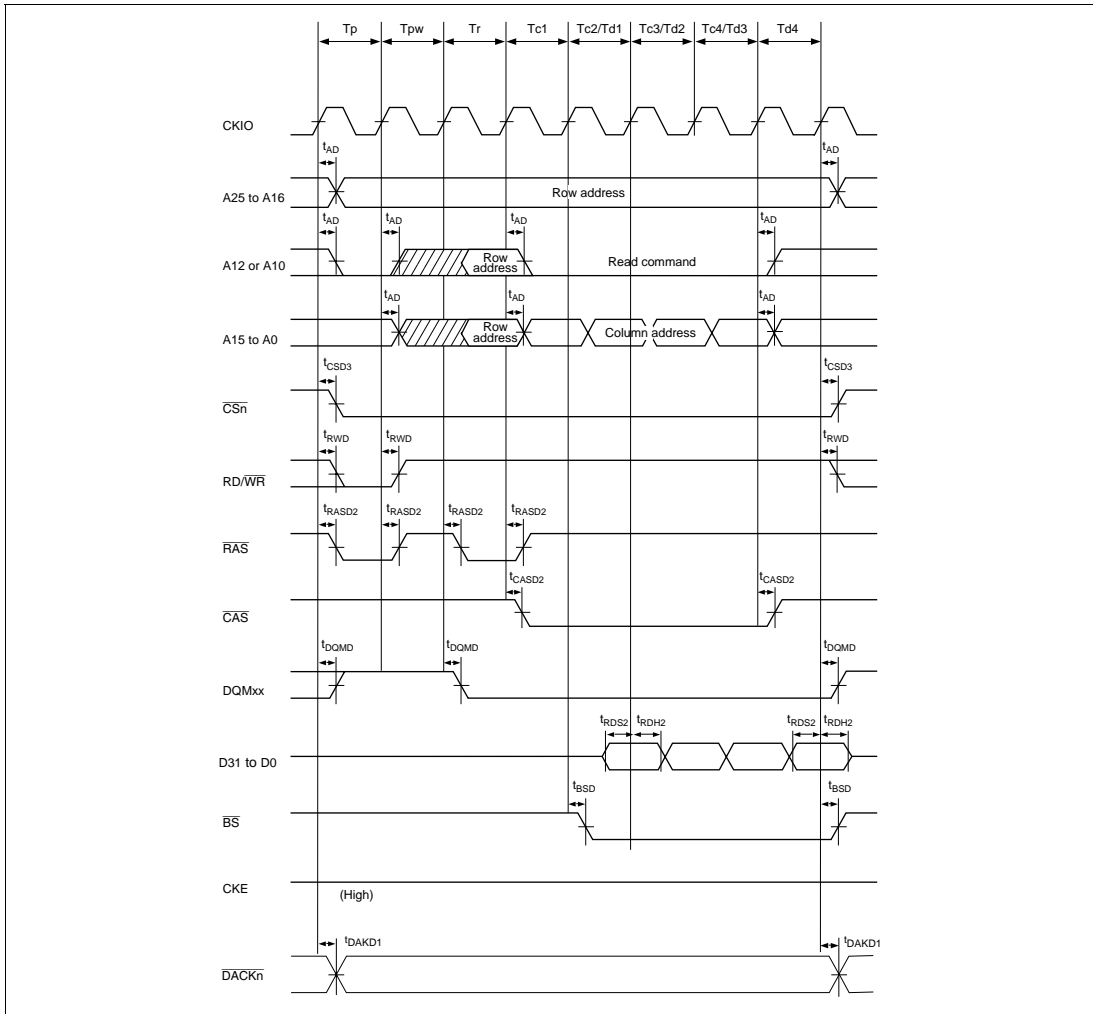 Tp Tpw Tr Tc1 Tc2/Td1 Tc3/Td2 Tc4/Td3 Td4
CKIO
tAD tAD
A25 to A16 Row address
tAD tAD tAD tAD
A12 or A10 Row address Read command
tAD tAD tAD
A15 to A0 Row address Column address
tCSD3 tCSD3
CSn
tRWD tRWD tRWD
RD/WR
tRASD2 tRASD2 tRASD2 tRASD2
RAS
tCASD2 tCASD2
CAS
tDQMD tDQMD tDQMD
DQMxx
tRDS2 tRDH2 tRDS2 tRDH2
D31 to D0
tBSD tBSD
BS
CKE
(High)
tDAKD1 tDAKD1
DACKn